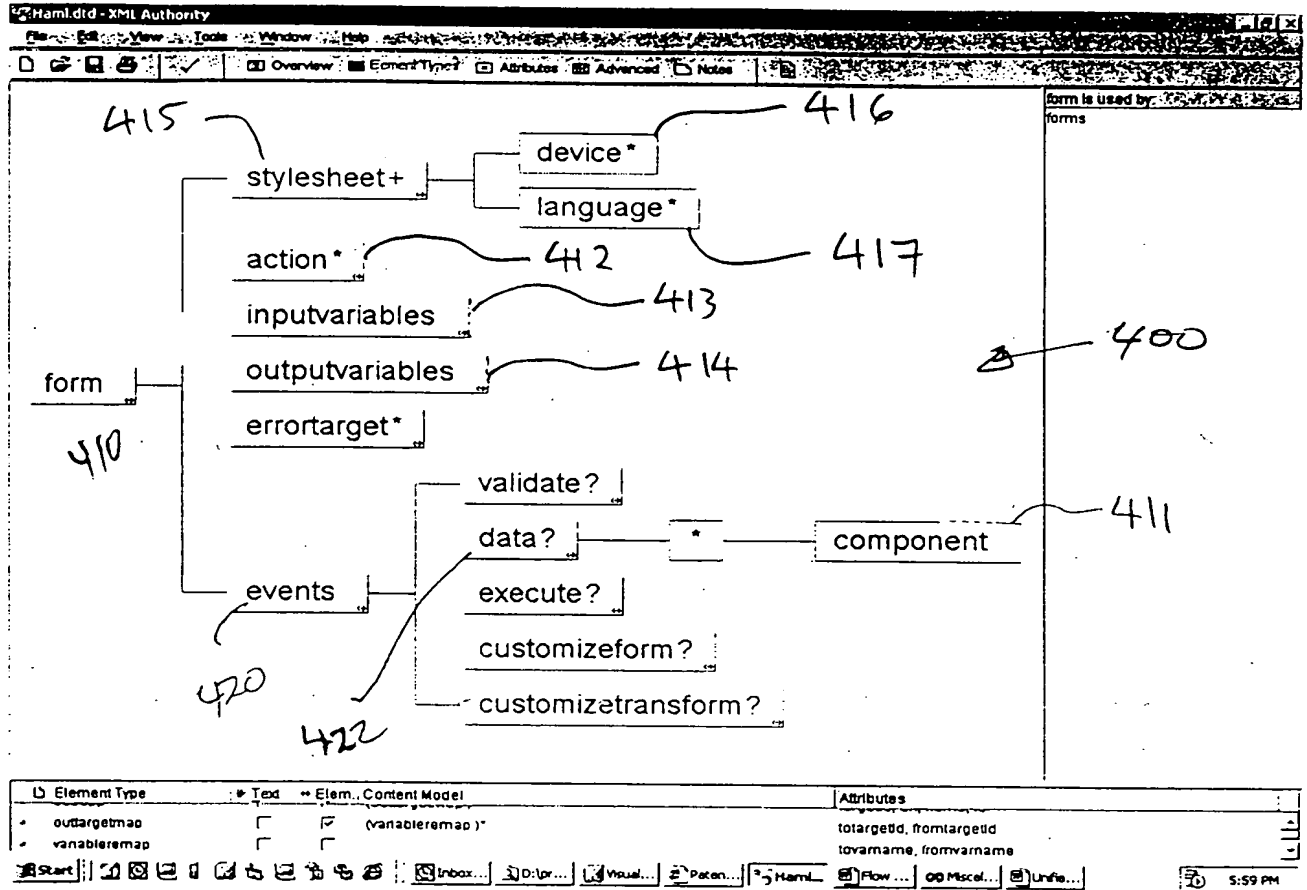 Haml.dtd - XML Authority
File Edit View Tools Window Help
Overview Element Types Attributes Advanced Notes
form is used by:
forms
415
416
device*
stylesheet+
language*
action*
412
417
inputvariables
413
400
outputvariables
414
form
errortarget*
410
validate?
411
data?
*
component
events
execute?
customizeform?
420
customizetransform?
422
Element Type Text Elem.. Content Model Attributes
outtargetmap (variableremap )* totargetid, fromtargetid
variableremap tovarname, fromvarname
Start Inbox... D:\pr... Visual... Paten... Haml... Flow ... Miscel... Unfie... 5:59 PM